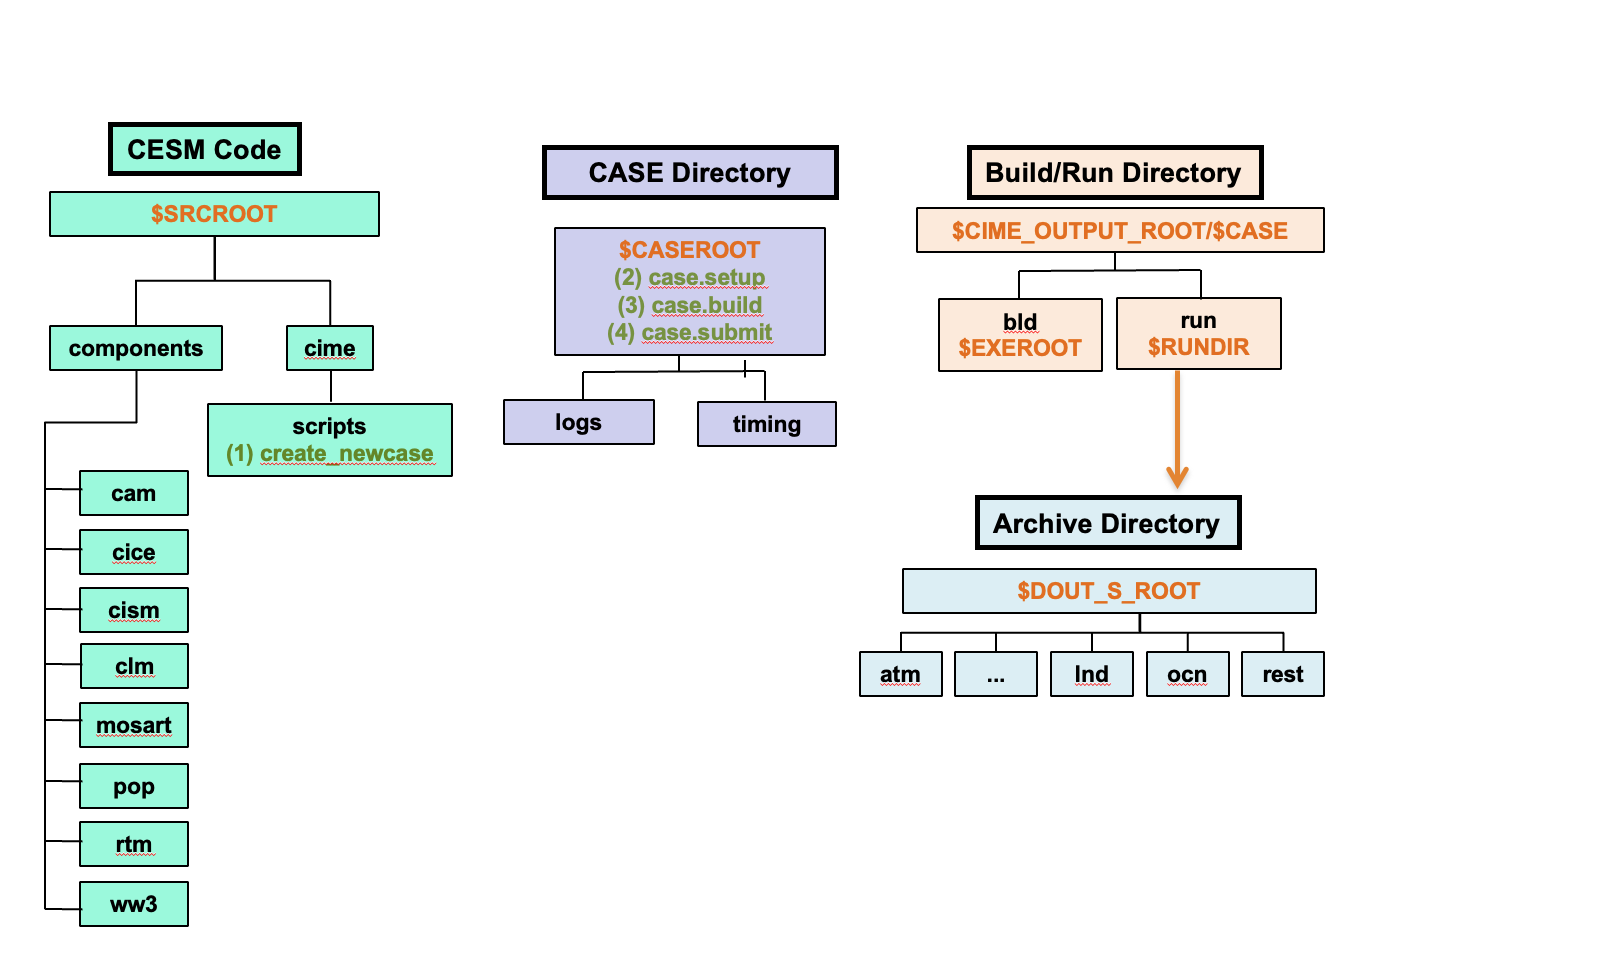 CESM Code
$SRCROOT
components
cime
scripts
(1) create_newcase
cam
cice
cism
clm
mosart
pop
rtm
ww3
CASE Directory
$CASEROOT
(2) case.setup
(3) case.build
(4) case.submit
logs
timing
Build/Run Directory
$CIME_OUTPUT_ROOT/$CASE
bld
$EXEROOT
run
$RUNDIR
Archive Directory
$DOUT_S_ROOT
atm
...
lnd
ocn
rest